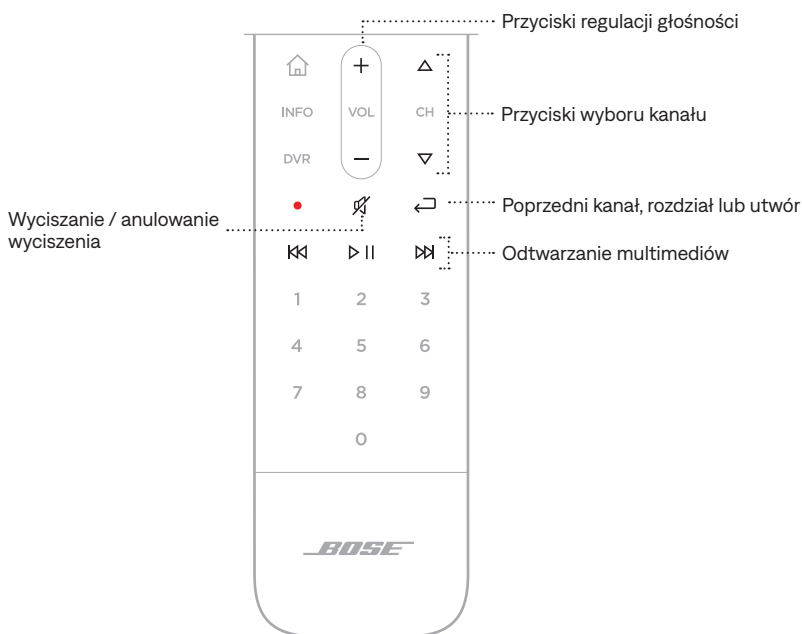 Przyciski regulacji głośności
INFO VOL CH
Przyciski wyboru kanału
DVR
Wyciszanie / anulowanie
wyciszenia
Poprzedni kanał, rozdział lub utwór
Odtwarzanie multimediów
1 2 3
4 5 6
7 8 9
0
BOSE